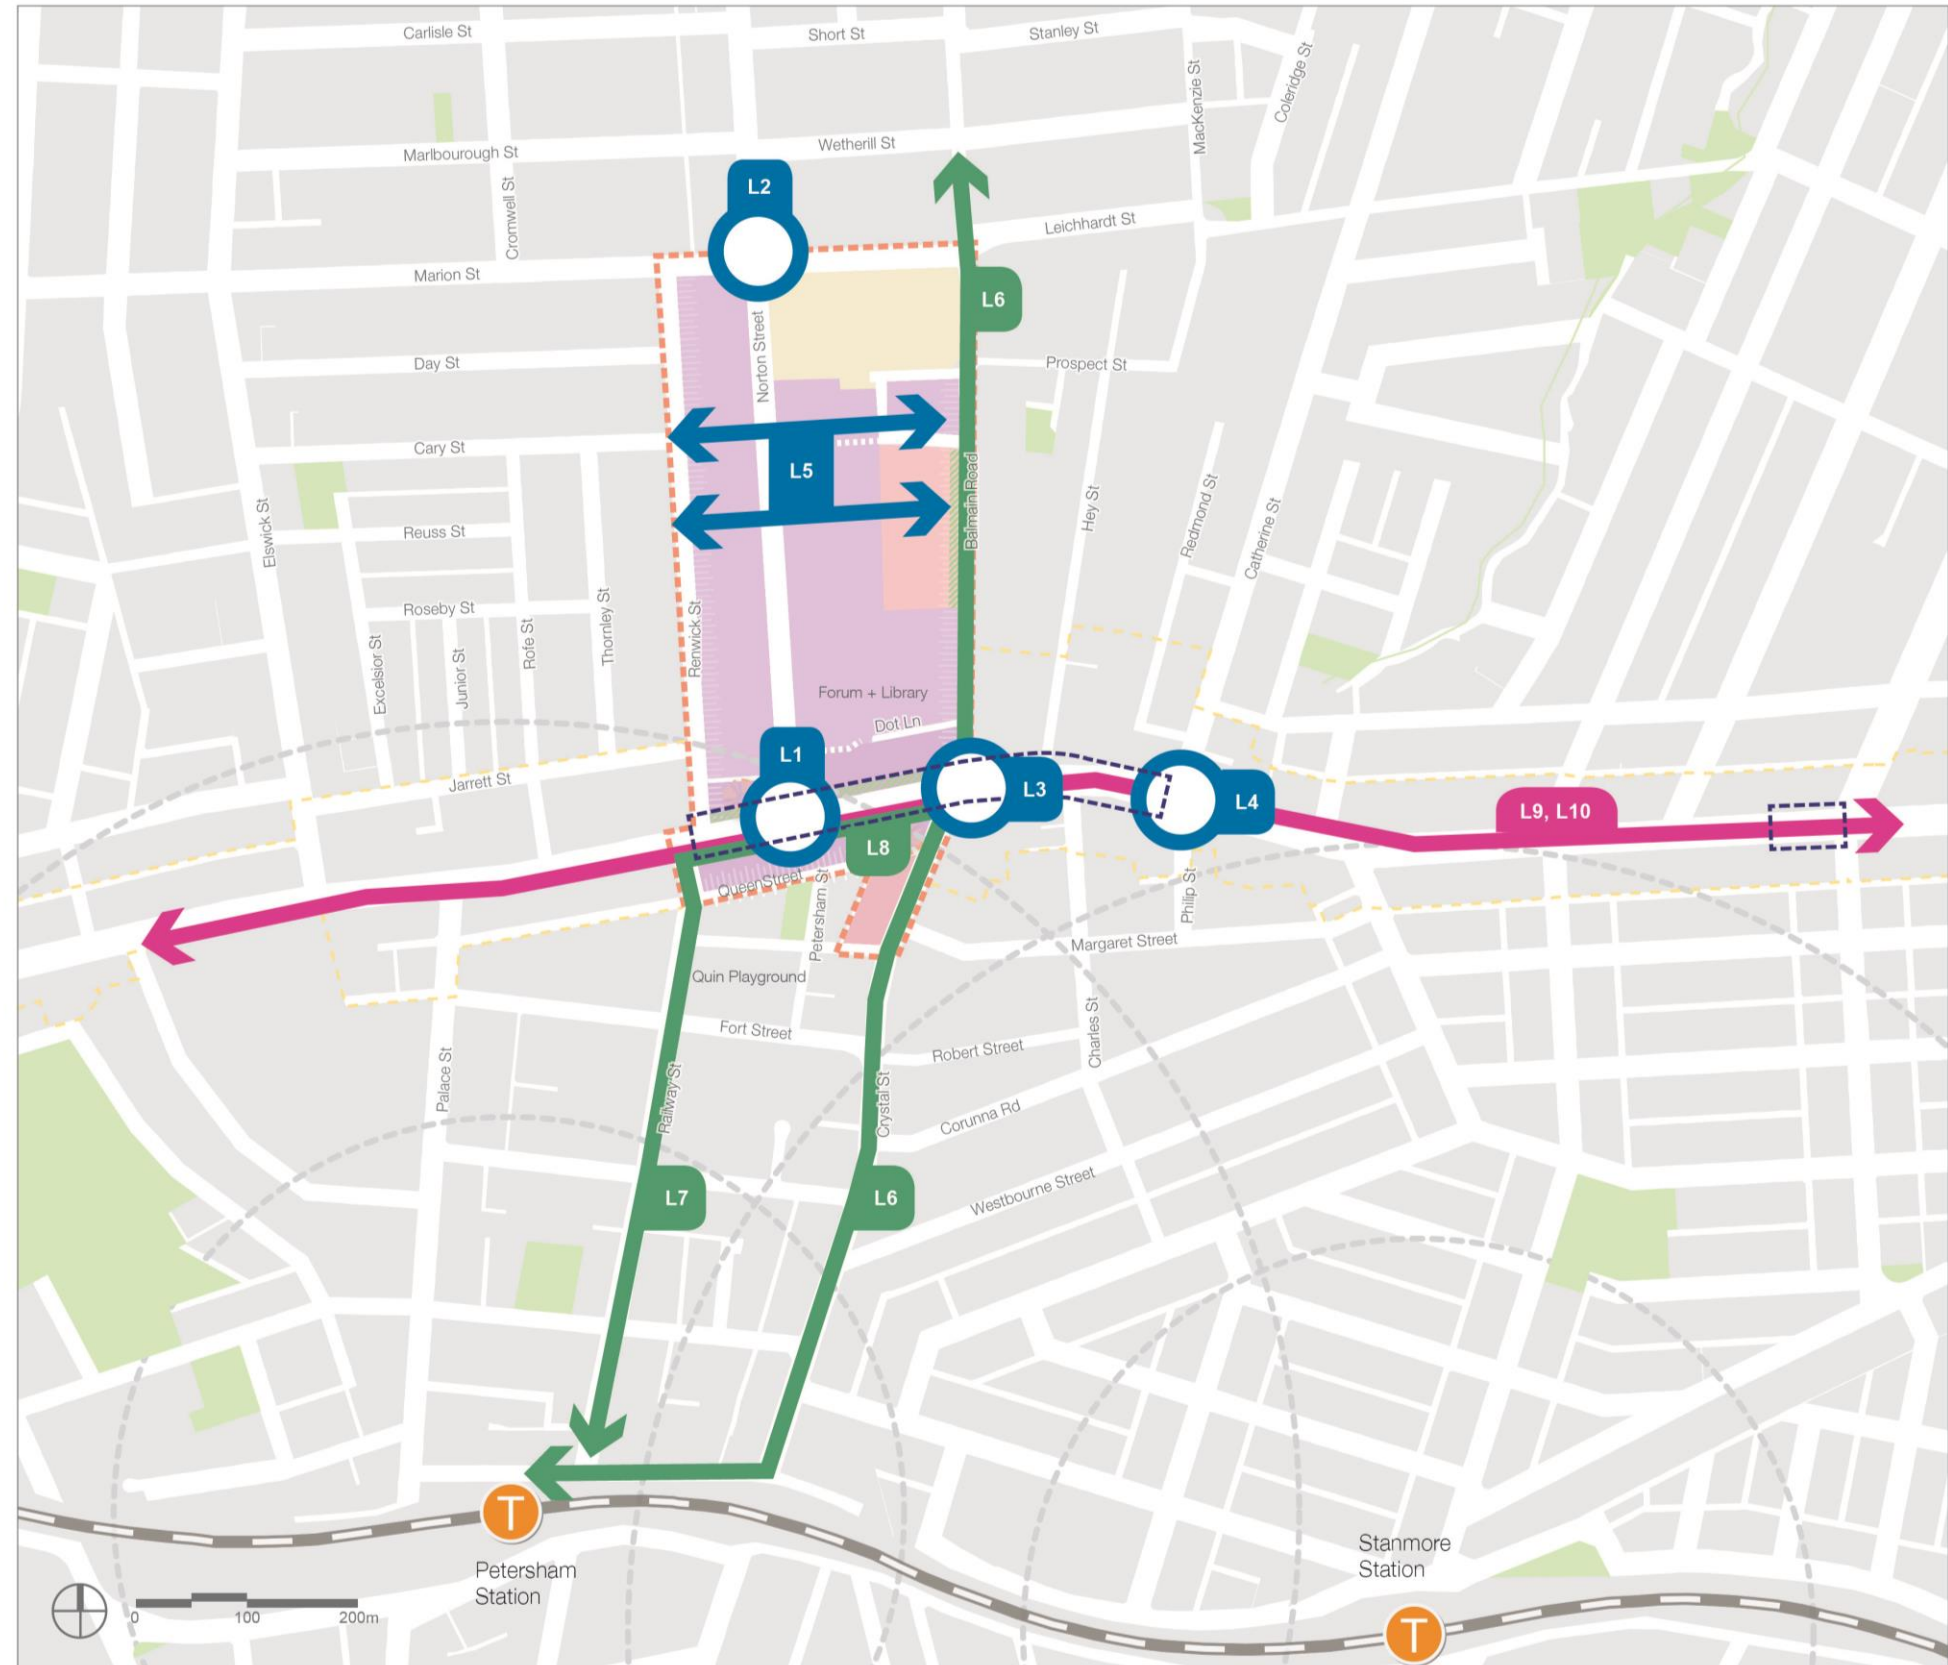 Carlisle St
Short St
Stanley St
Coleridge St
MacKenzie St
Marlbourough St
Wetherill St
L2
Cromwell St
Leichhardt St
Marion St
L6
Norton Street
Day St
Prospect St
Cary St
L5
Balmain Road
Elswick St
Reuss St
Hey St
Redmond St
Catherine St
Roseby St
Excelsior St
Junior St
Rofe St
Thornley St
Renwick St
Forum + Library
Dot Ln
L1
Jarrett St
L3
L4
L9, L10
L8
QueenStreet
Petersham St
Philip St
Margaret Street
Quin Playground
Fort Street
Robert Street
Charles St
Palace St
Railway St
Crystal St
Corunna Rd
Westbourne Street
L7
L6
T
Petersham
Station
Stanmore
Station
T
0 100 200m